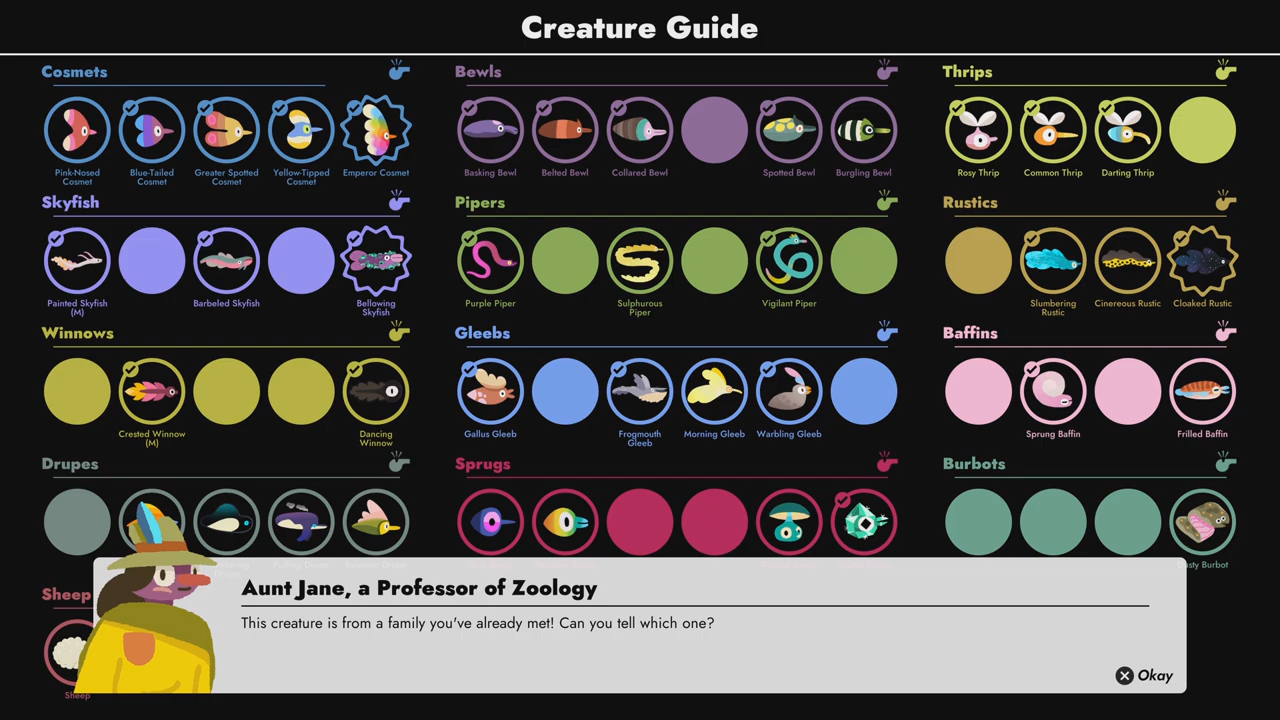 Creature Guide
Cosmets
Bewls
Thrips
Pink-Nosed
Cosmet
Blue-Tailed
Cosmet
Greater Spotted
Cosmet
Yellow-Tipped
Cosmet
Emperor Cosmet
Basking Bewl
Belted Bewl
Collared Bewl
Spotted Bewl
Burgling Bewl
Rosy Thrip
Common Thrip
Darting Thrip
Skyfish
Pipers
Rustics
Painted Skyfish
(M)
Barbeled Skyfish
Bellowing
Skyfish
Purple Piper
Sulphurous
Piper
Vigilant Piper
Slumbering
Rustic
Cinereous Rustic
Cloaked Rustic
Winnows
Gleebs
Baffins
Crested Winnow
(M)
Dancing
Winnow
Gallus Gleeb
Frogmouth
Gleeb
Morning Gleeb
Warbling Gleeb
Sprung Baffin
Frilled Baffin
Drupes
Sprugs
Burbots
Burbot
Sheep
Sheep
Aunt Jane, a Professor of Zoology
This creature is from a family you've already met! Can you tell which one?
Okay